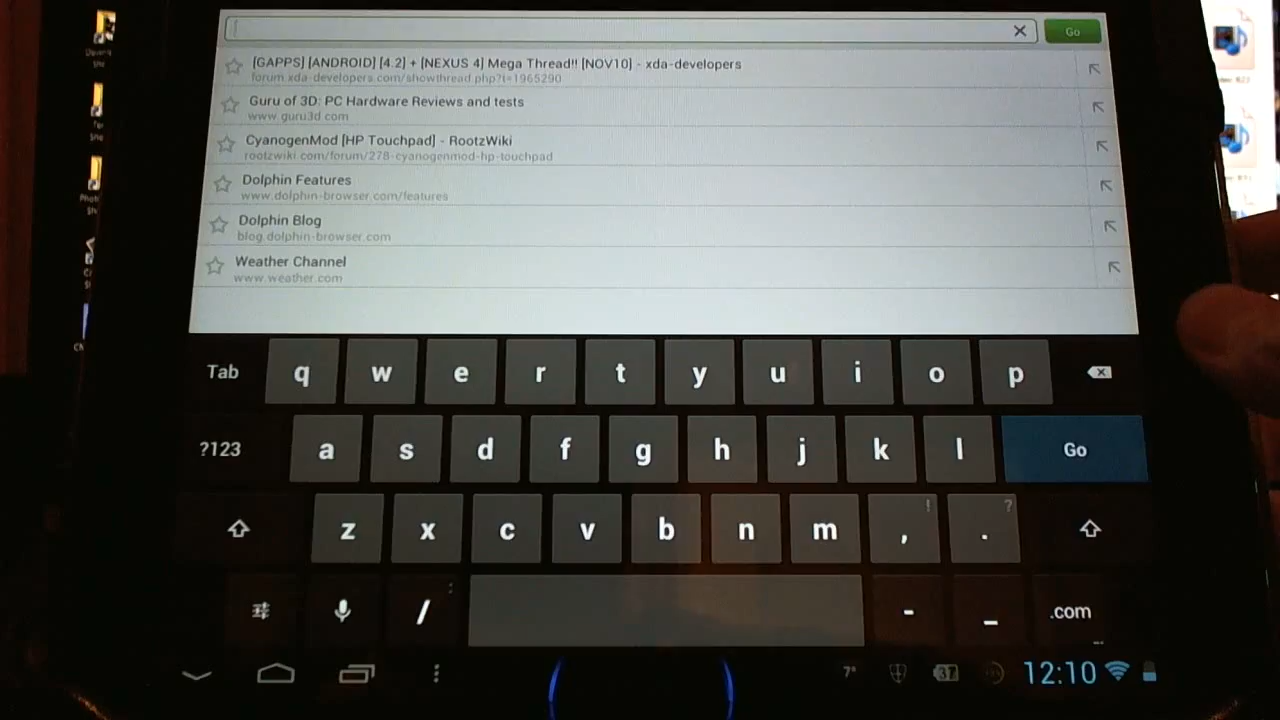 Go
[GAPPS] [ANDROID] [4.2] + [NEXUS 4] Mega Thread!! [NOV10] - xda-developers
forum.xda-developers.com/showthread.php?t=1965290
Guru of 3D: PC Hardware Reviews and tests
www.guru3d.com
CyanogenMod [HP Touchpad] - RootzWiki
rootzwiki.com/forum/278-cyanogenmod-hp-touchpad
Dolphin Features
www.dolphin-browser.com/features
Dolphin Blog
blog.dolphin-browser.com
Weather Channel
www.weather.com
Tab q w e r t y u i o p
?123 a s d f g h j k l Go
z x c v b n m , ! . ?
/ : - _ .com
7° 37 12:10